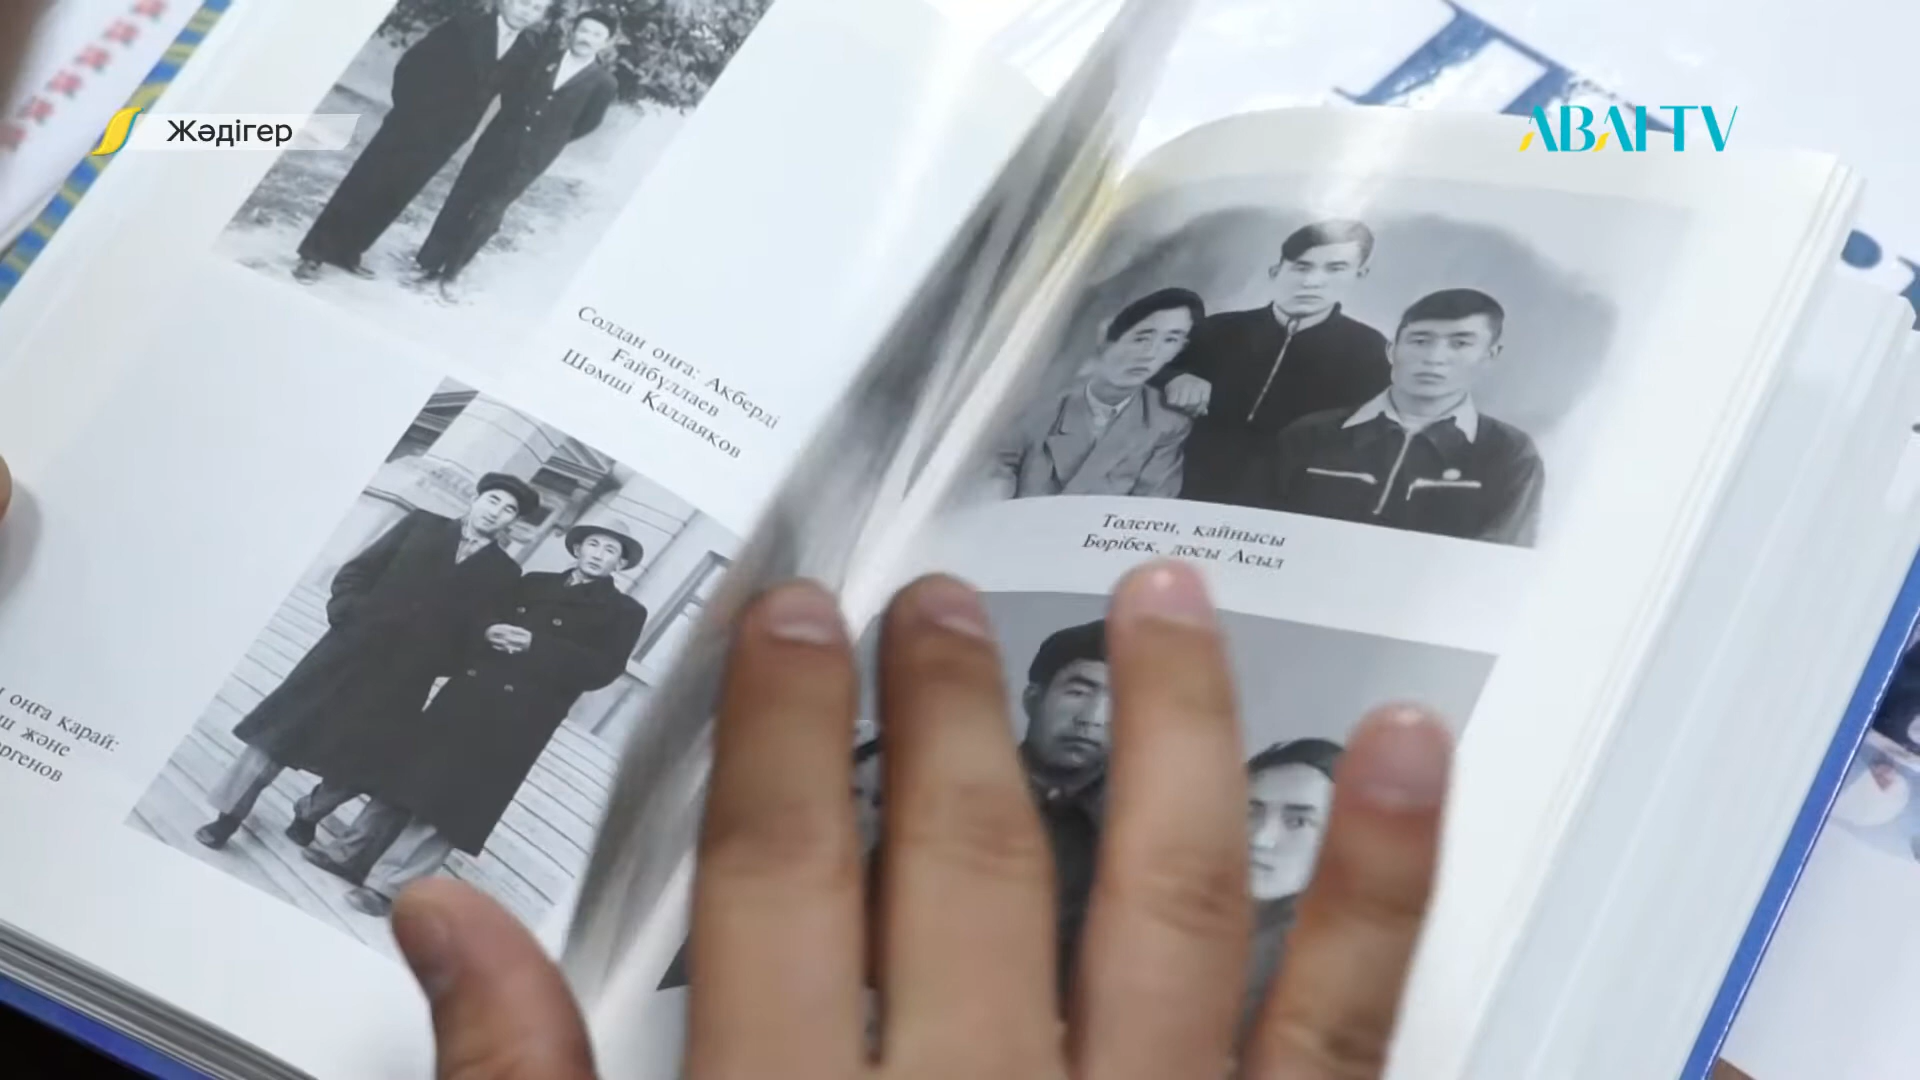 Жәдігер
ABAI TV
Солдан оңға: Ақберді
Ғайбуллаев
Шәмші Қалдаяқов
оңға қарай:
ш және
ргенов
Төлеген, қайнысы
Бөрібек, досы Асыл